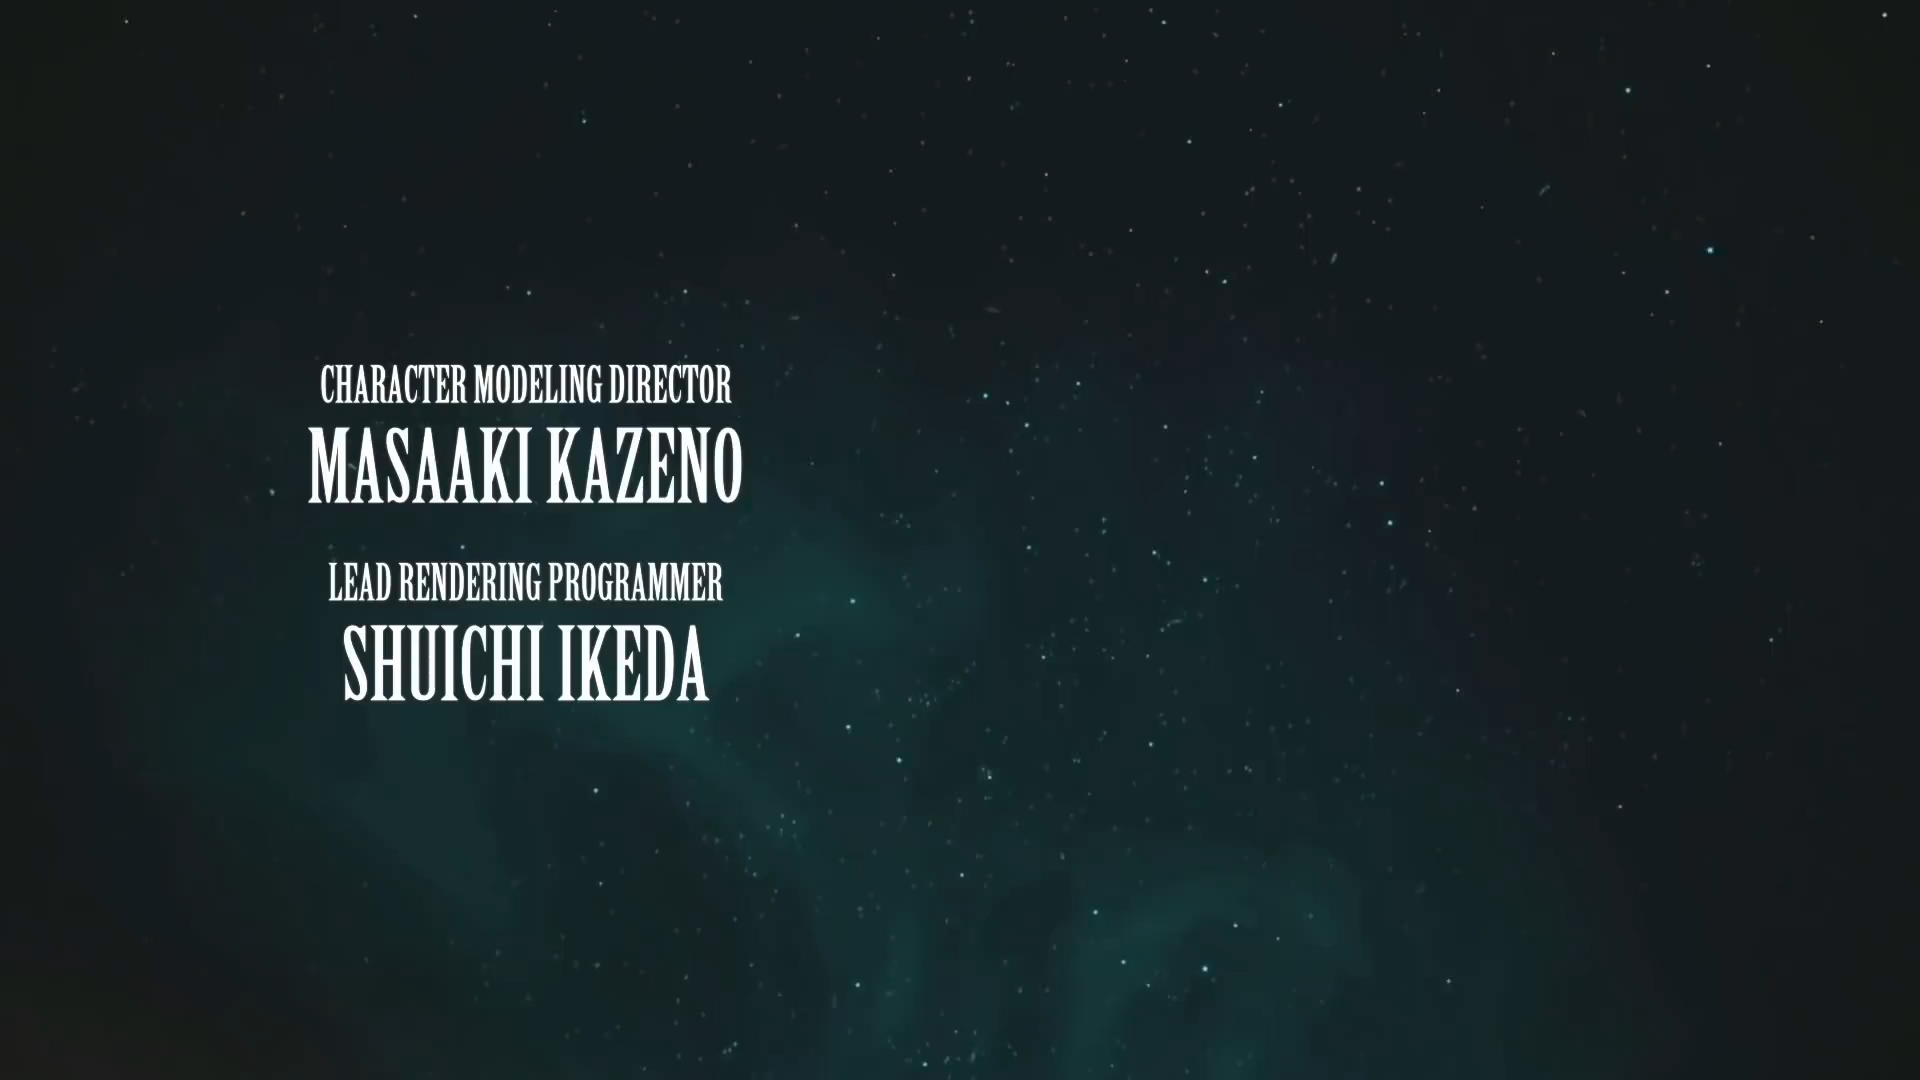 CHARACTER MODELING DIRECTOR
MASAAKI KAZENO
LEAD RENDERING PROGRAMMER
SHUICHI IKEDA